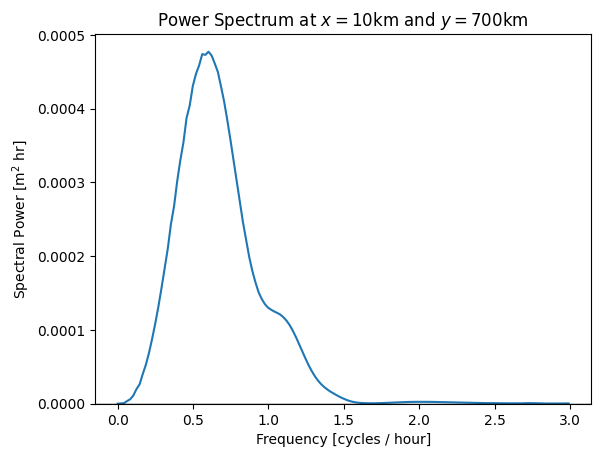 Power Spectrum at x = 10km and y = 700km
Spectral Power [m² hr]
0.0005
0.0004
0.0003
0.0002
0.0001
0.0000
0.0 0.5 1.0 1.5 2.0 2.5 3.0
Frequency [cycles / hour]